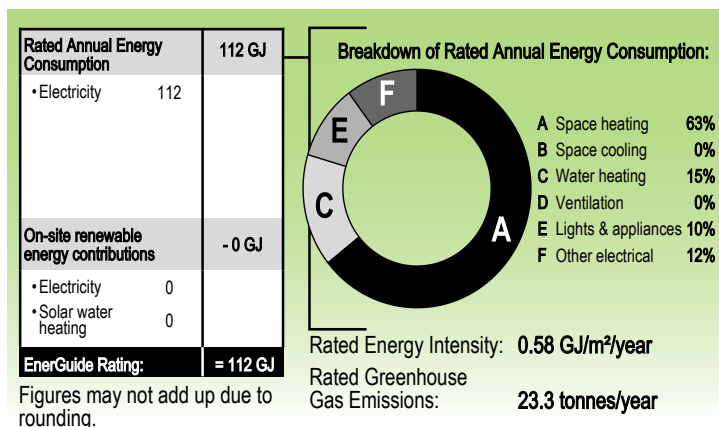 Rated Annual Energy
Consumption
112 GJ
• Electricity 112
On-site renewable
energy contributions
- 0 GJ
• Electricity 0
• Solar water
heating 0
EnerGuide Rating: = 112 GJ
Figures may not add up due to
rounding.
Breakdown of Rated Annual Energy Consumption:
F
E
C
A
A Space heating 63%
B Space cooling 0%
C Water heating 15%
D Ventilation 0%
E Lights & appliances 10%
F Other electrical 12%
Rated Energy Intensity: 0.58 GJ/m²/year
Rated Greenhouse
Gas Emissions: 23.3 tonnes/year